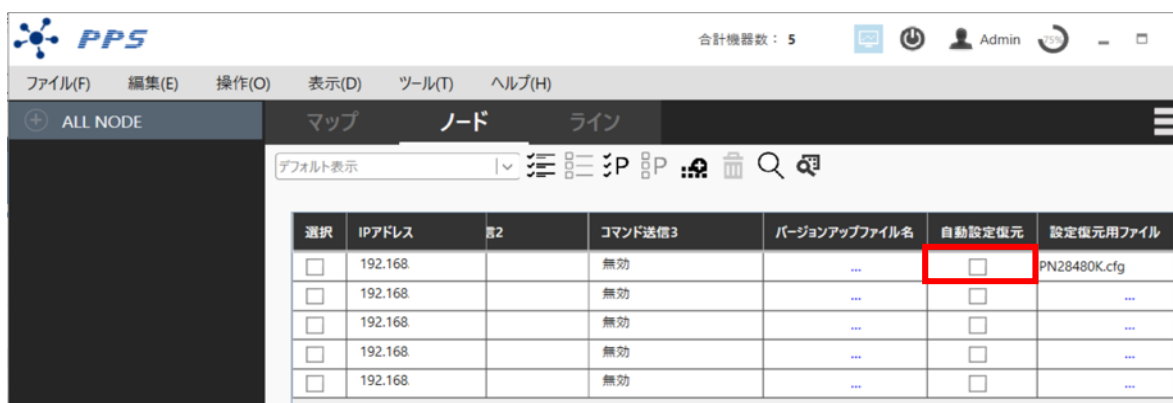 PPS 合計機器数： 5 Admin 75%
ファイル(F) 編集(E) 操作(O) 表示(D) ツール(T) ヘルプ(H)
ALL NODE マップ ノード ライン
デフォルト表示 P P
選択 IPアドレス 信2 コマンド送信3 バージョンアップファイル名 自動設定復元 設定復元用ファイル
192.168. 無効 ... PN28480K.cfg
192.168. 無効 ... ...
192.168. 無効 ... ...
192.168. 無効 ... ...
192.168. 無効 ... ...